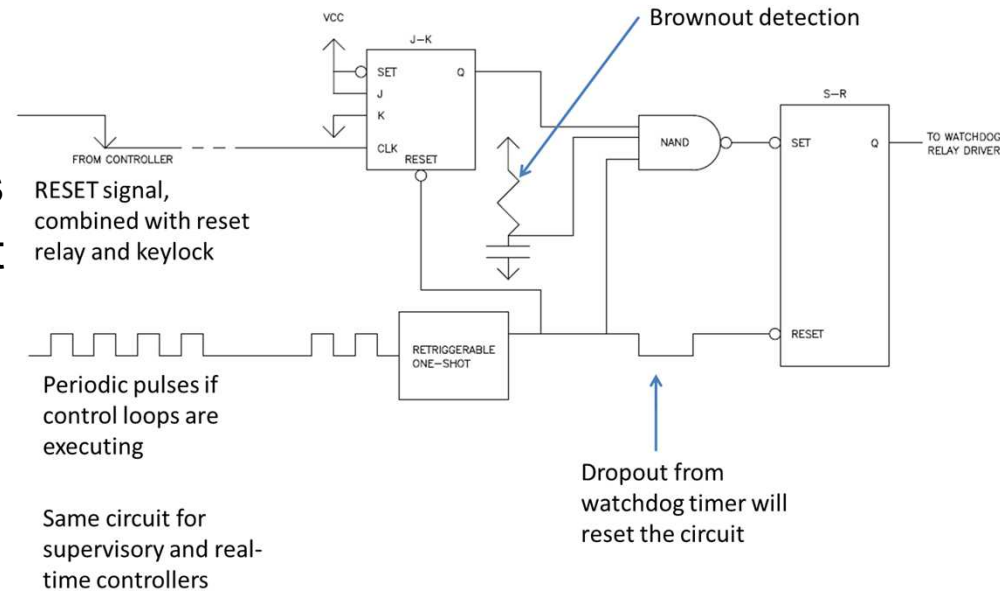 Brownout detection
VCC
J-K
SET
Q
J
K
CLK
RESET
FROM CONTROLLER
RESET signal,
combined with reset
relay and keylock
NAND
S-R
SET
Q
RESET
TO WATCHDOG
RELAY DRIVER
RETRIGGERABLE
ONE-SHOT
Periodic pulses if
control loops are
executing
Dropout from
watchdog timer will
reset the circuit
Same circuit for
supervisory and real-
time controllers